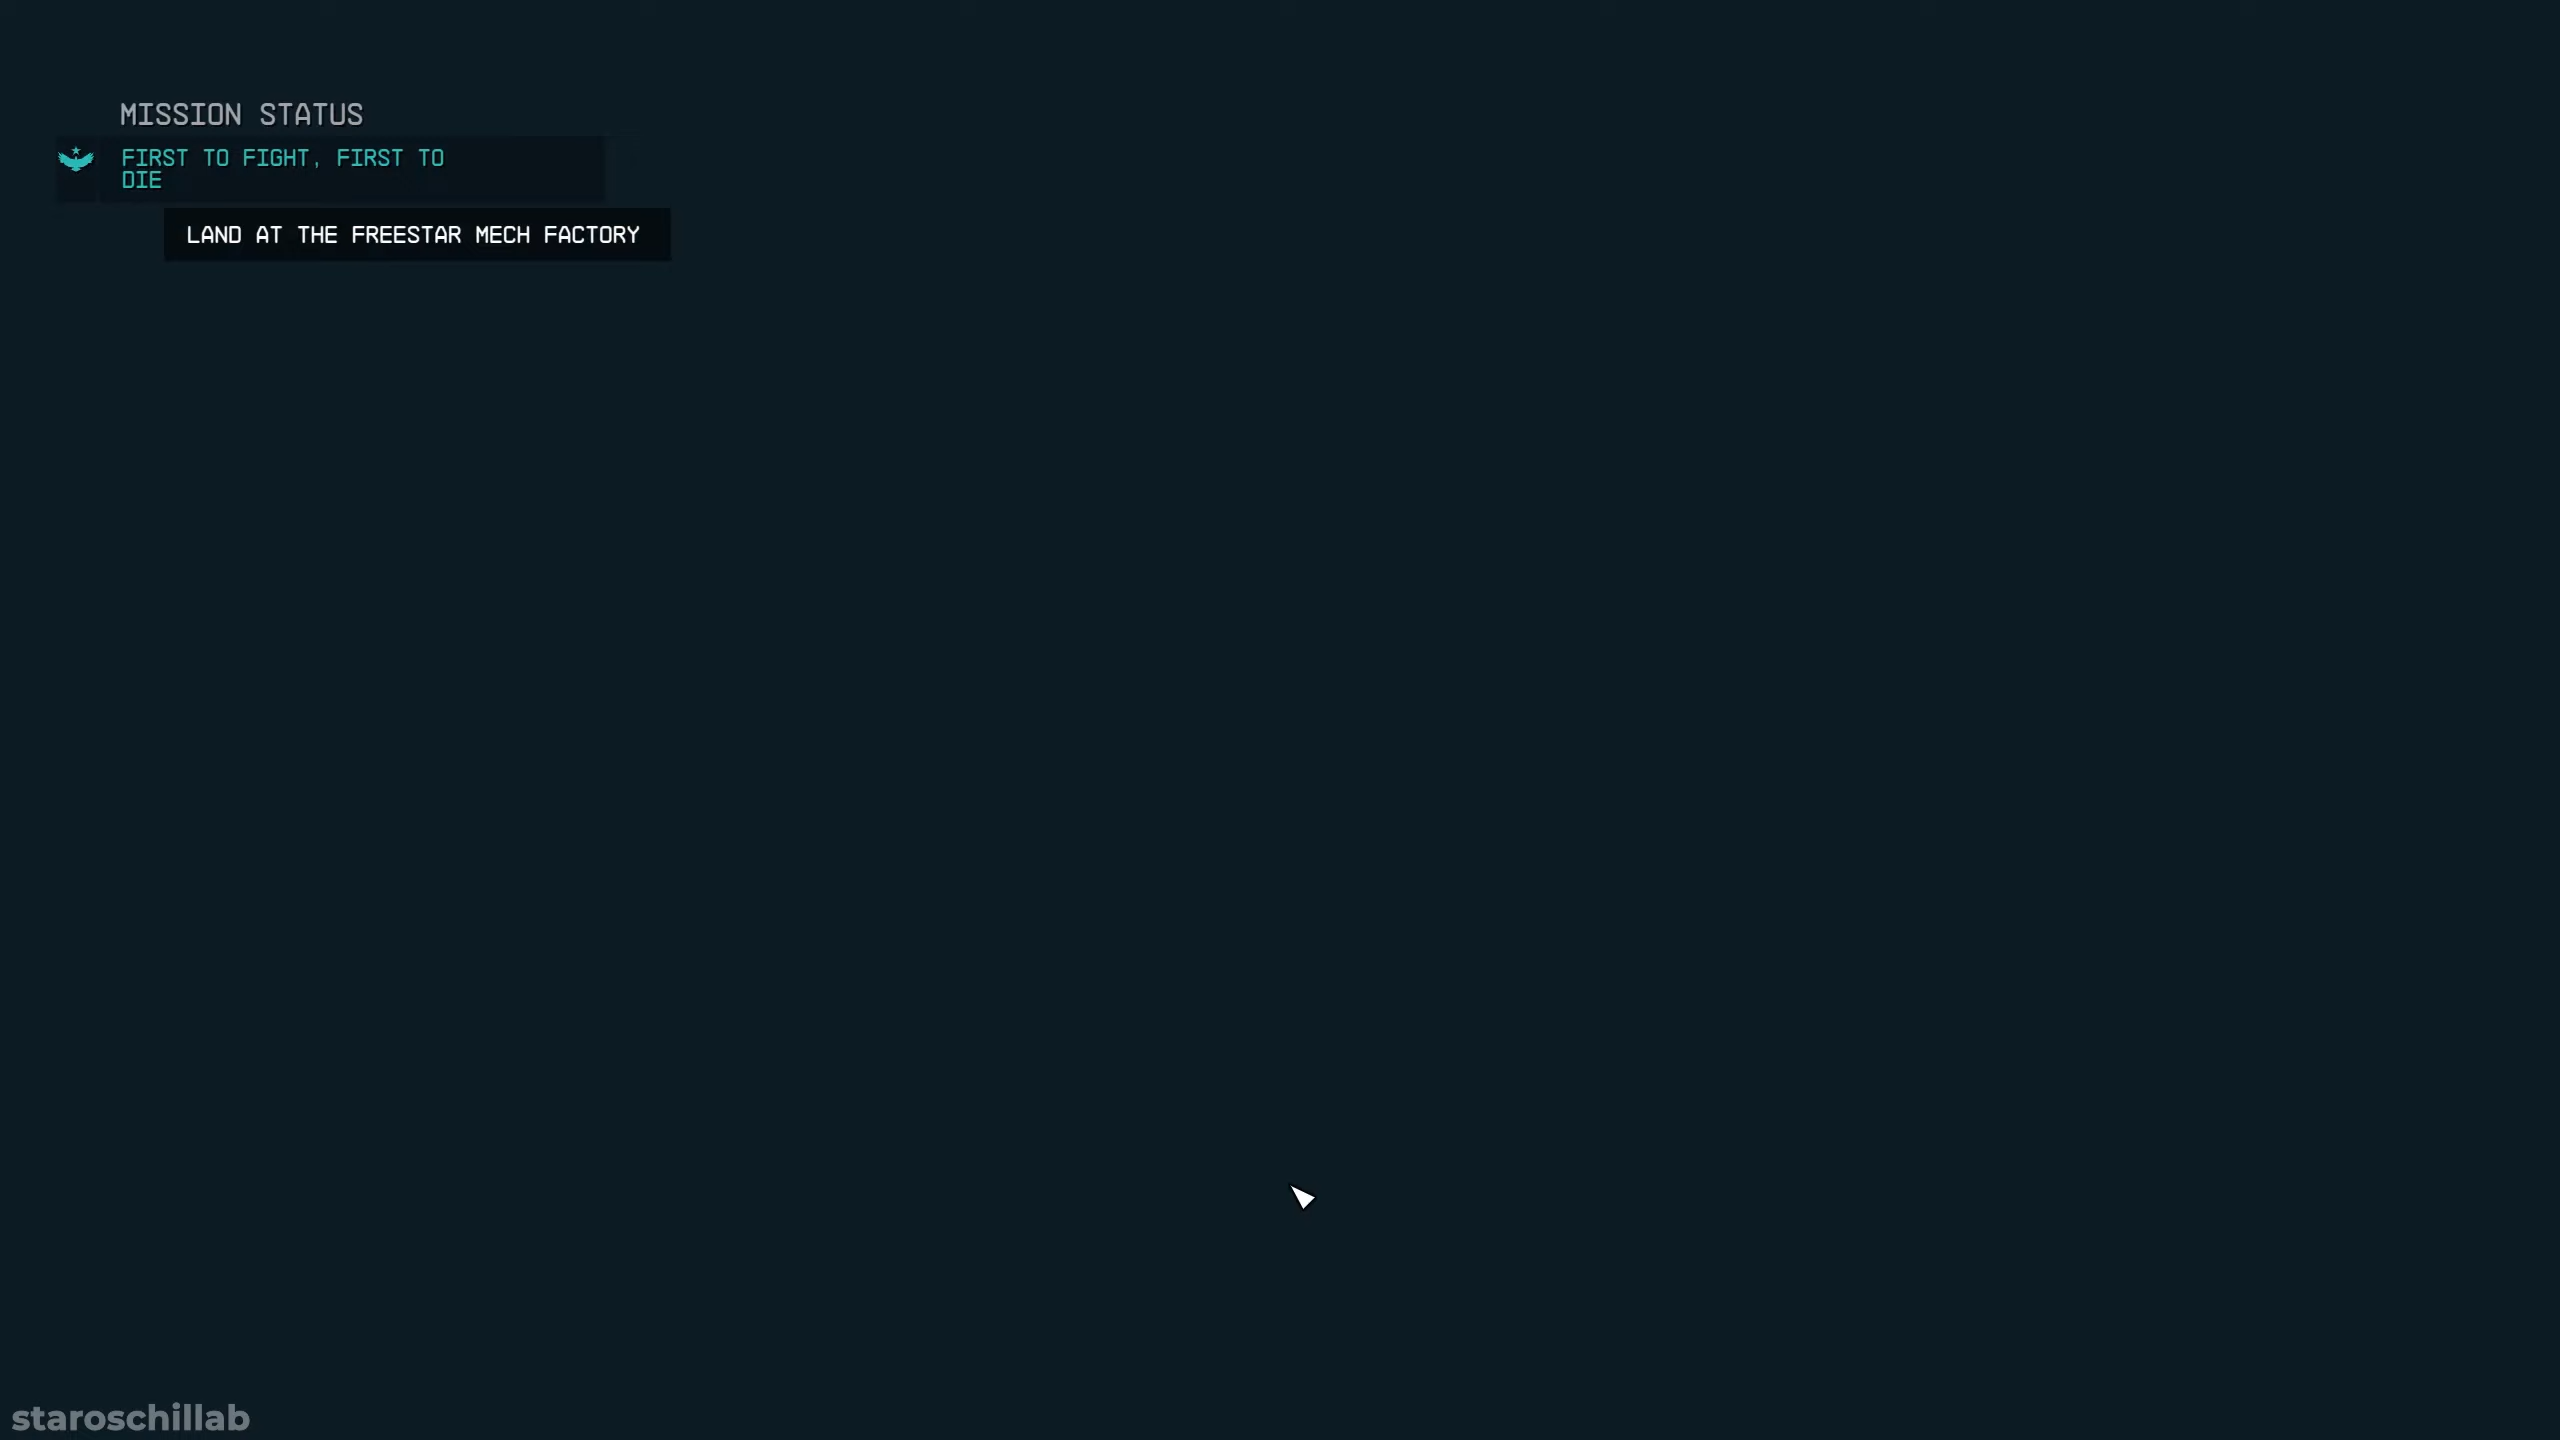 MISSION STATUS
FIRST TO FIGHT, FIRST TO
DIE
LAND AT THE FREESTAR MECH FACTORY
staroschillab